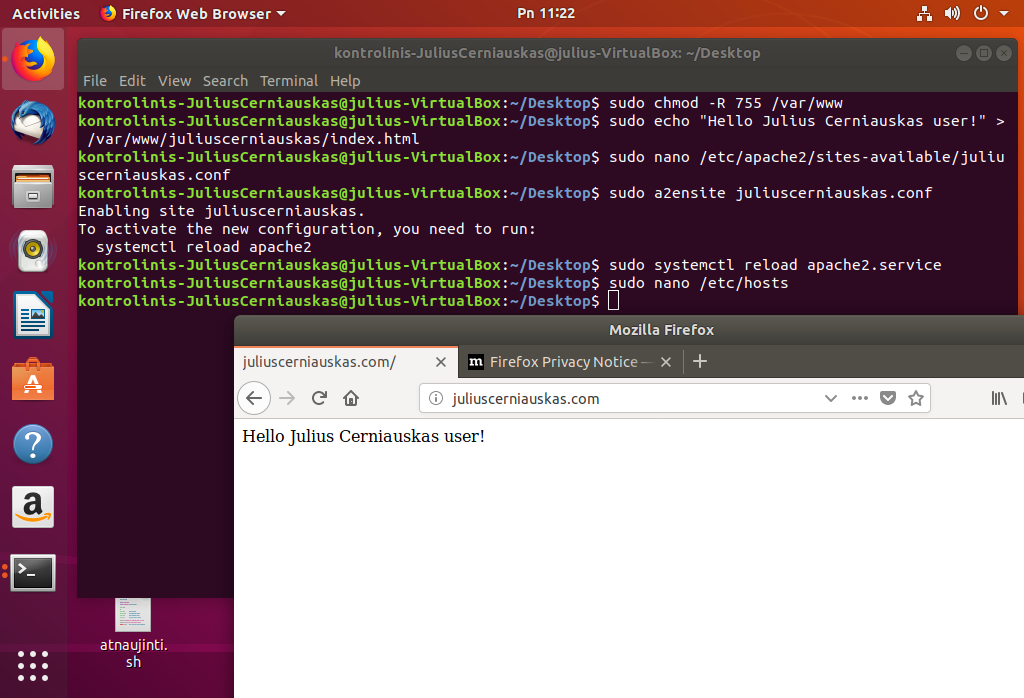 Activities Firefox Web Browser Pn 11:22
kontrolinis-JuliusCerniauskas@julius-VirtualBox: ~/Desktop
File Edit View Search Terminal Help
kontrolinis-JuliusCerniauskas@julius-VirtualBox:~/Desktop$ sudo chmod -R 755 /var/www
kontrolinis-JuliusCerniauskas@julius-VirtualBox:~/Desktop$ sudo echo "Hello Julius Cerniauskas user!" >
/var/www/juliuscerniauskas/index.html
kontrolinis-JuliusCerniauskas@julius-VirtualBox:~/Desktop$ sudo nano /etc/apache2/sites-available/juliu
scerniauskas.conf
kontrolinis-JuliusCerniauskas@julius-VirtualBox:~/Desktop$ sudo a2ensite juliuscerniauskas.conf
Enabling site juliuscerniauskas.
To activate the new configuration, you need to run:
  systemctl reload apache2
kontrolinis-JuliusCerniauskas@julius-VirtualBox:~/Desktop$ sudo systemctl reload apache2.service
kontrolinis-JuliusCerniauskas@julius-VirtualBox:~/Desktop$ sudo nano /etc/hosts
kontrolinis-JuliusCerniauskas@julius-VirtualBox:~/Desktop$
Mozilla Firefox
juliuscerniauskas.com/ m Firefox Privacy Notice —
juliuscerniauskas.com
Hello Julius Cerniauskas user!
atnaujinti.
sh